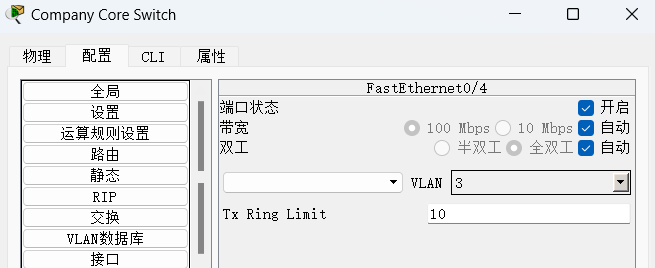 Company Core Switch
物理 配置 CLI 属性
全局
设置
运算规则设置
路由
静态
RIP
交换
VLAN数据库
接口
FastEthernet0/4
端口状态 开启
带宽 100 Mbps 10 Mbps 自动
双工 半双工 全双工 自动
VLAN 3
Tx Ring Limit 10